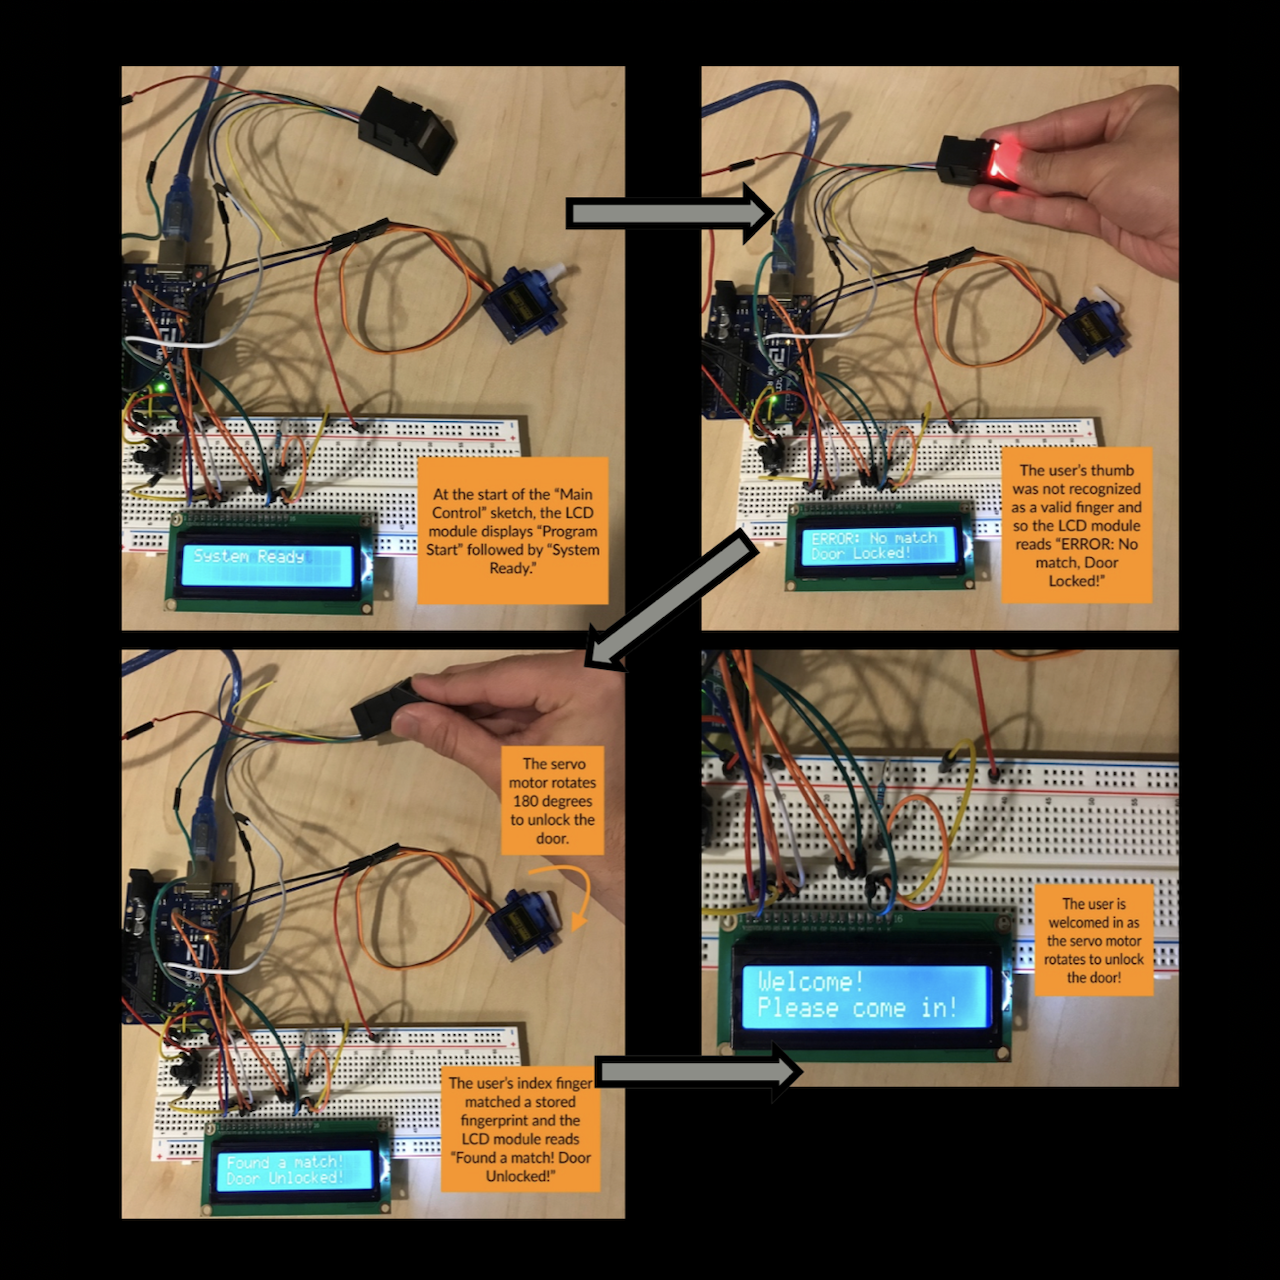 System Ready
At the start of the “Main
Control” sketch, the LCD
module displays “Program
Start” followed by “System
Ready.”
ERROR: No match
Door Locked!
The user’s thumb
was not recognized
as a valid finger and
so the LCD module
reads “ERROR: No
match, Door
Locked!”
The servo
motor rotates
180 degrees
to unlock the
door.
Found a match!
Door Unlocked!
The user’s index finger
matched a stored
fingerprint and the
LCD module reads
“Found a match! Door
Unlocked!”
Welcome!
Please come in!
The user is
welcomed in as
the servo motor
rotates to unlock
the door!